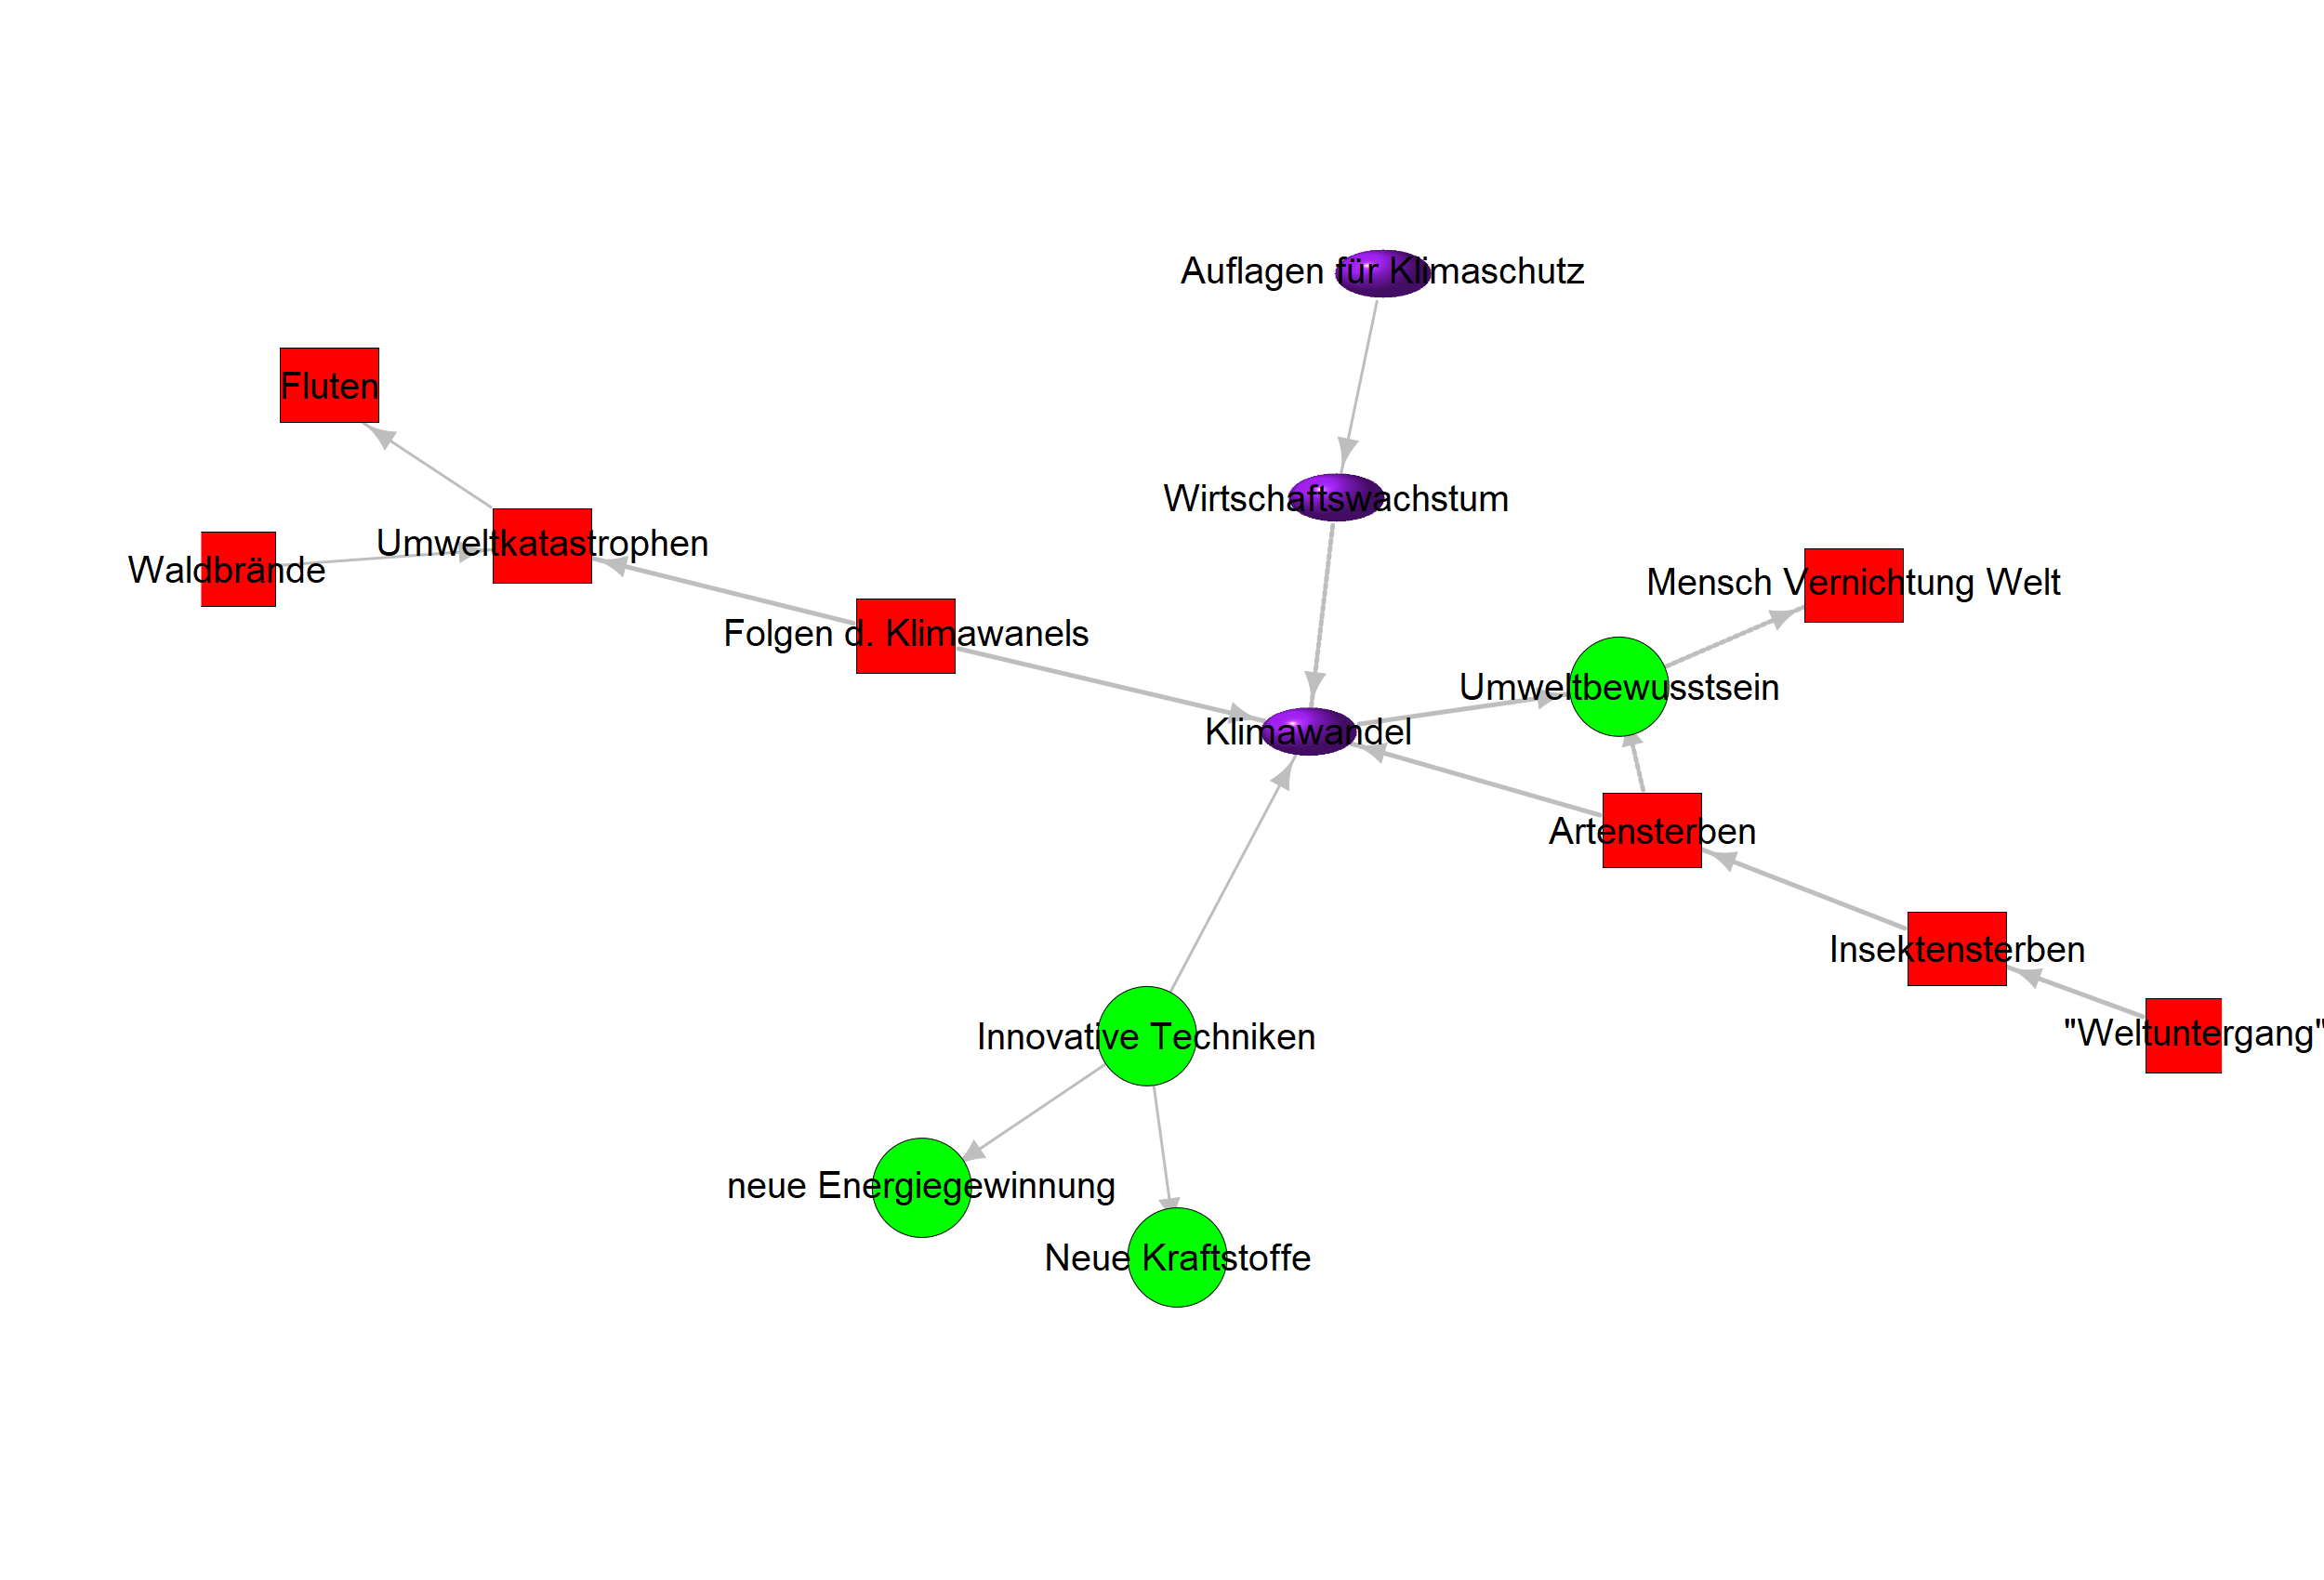 Auflagen für Klimaschutz
Fluten
Wirtschaftswachstum
Umweltkatastrophen
Waldbrände
Mensch Vernichtung Welt
Folgen d. Klimawanels
Umweltbewusstsein
Klimawandel
Artensterben
Insektensterben
"Weltuntergang"
Innovative Techniken
neue Energiegewinnung
Neue Kraftstoffe